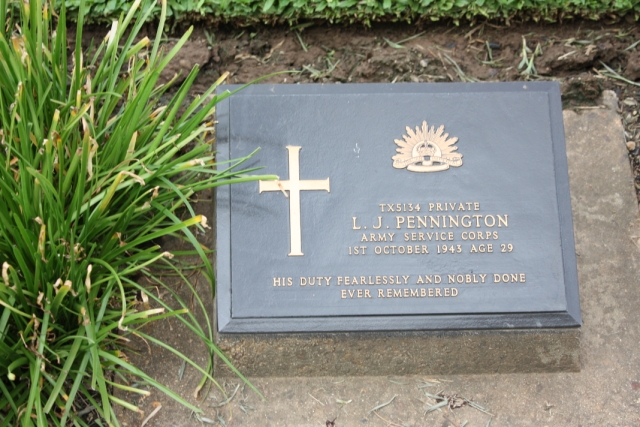 TX5134 PRIVATE
L. J. PENNINGTON
ARMY SERVICE CORPS
1ST OCTOBER 1943 AGE 29
HIS DUTY FEARLESSLY AND NOBLY DONE
EVER REMEMBERED